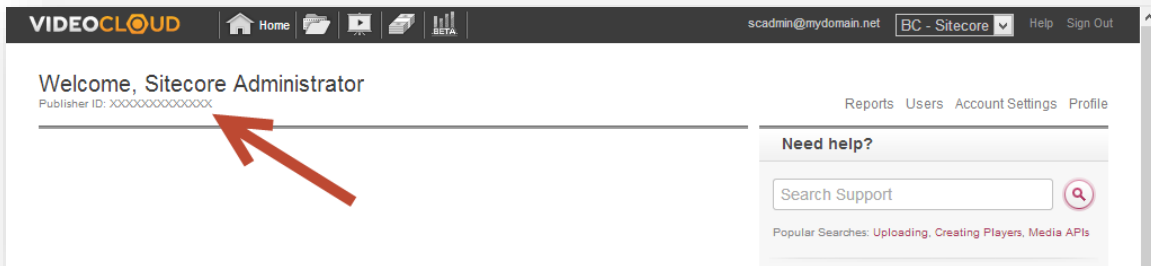 VIDEOCLOUD Home BETA scadmin@mydomain.net BC - Sitecore Help Sign Out
Welcome, Sitecore Administrator
Publisher ID: XXXXXXXXXXXXX
Reports Users Account Settings Profile
Need help?
Search Support
Popular Searches: Uploading, Creating Players, Media APIs